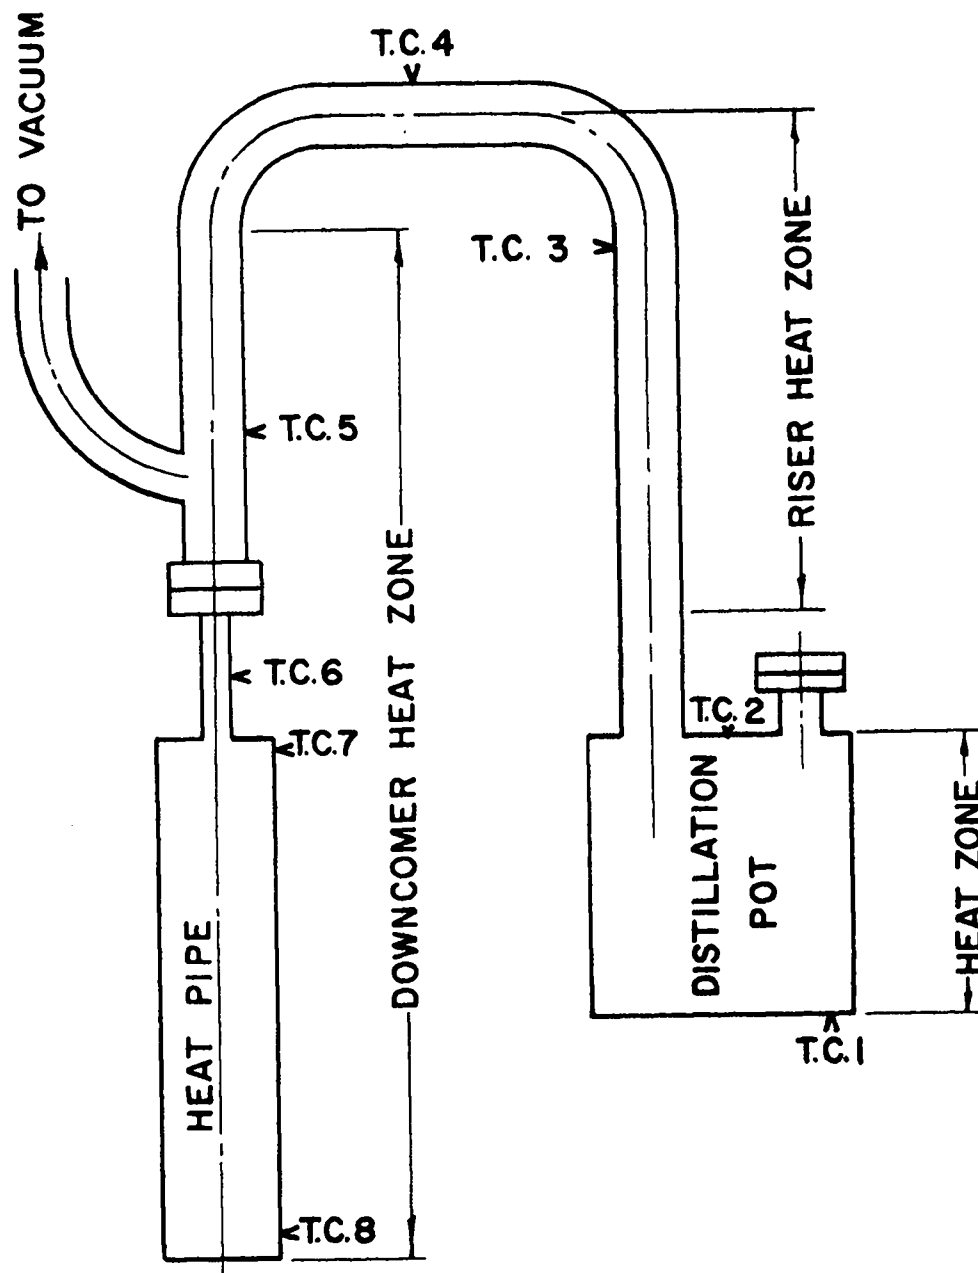 TO VACUUM
T.C.4
T.C. 3
RISER HEAT ZONE
T.C.5
DOWNCOMER HEAT ZONE
T.C.6
T.C.2
T.C.7
DISTILLATION
POT
HEAT ZONE
HEAT PIPE
T.C.1
T.C.8